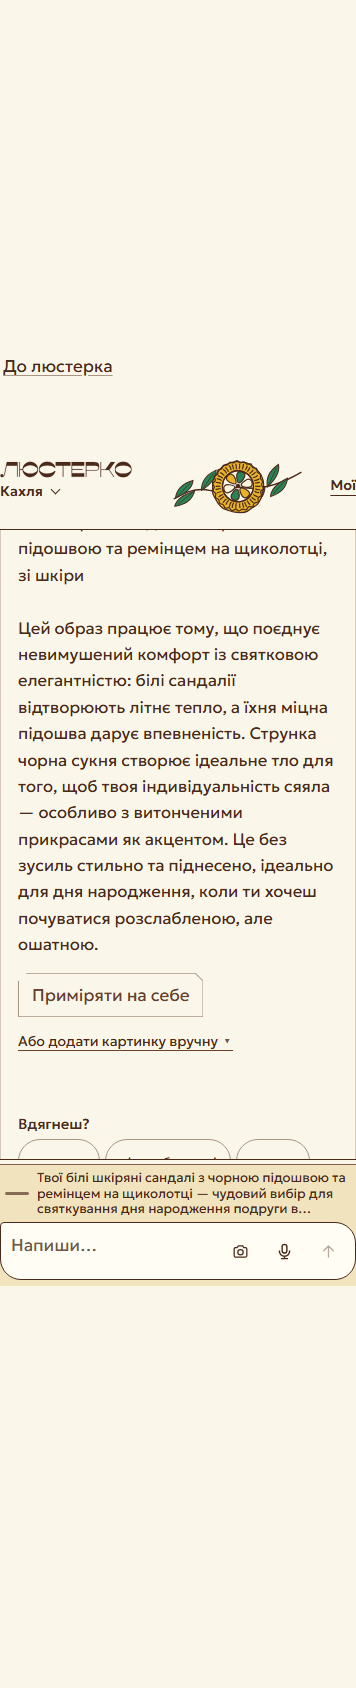 До люстерка
ЛЮСТЕРКО
Кахля
Мої
підошвою та ремінцем на щиколотці,
зі шкіри
Цей образ працює тому, що поєднує
невимушений комфорт із святковою
елегантністю: білі сандалії
відтворюють літнє тепло, а їхня міцна
підошва дарує впевненість. Струнка
чорна сукня створює ідеальне тло для
того, щоб твоя індивідуальність сяяла
— особливо з витонченими
прикрасами як акцентом. Це без
зусиль стильно та піднесено, ідеально
для дня народження, коли ти хочеш
почуватися розслабленою, але
ошатною.
Приміряти на себе
Або додати картинку вручну
Вдягнеш?
Твої білі шкіряні сандалі з чорною підошвою та
ремінцем на щиколотці — чудовий вибір для
святкування дня народження подруги в...
Напиши...